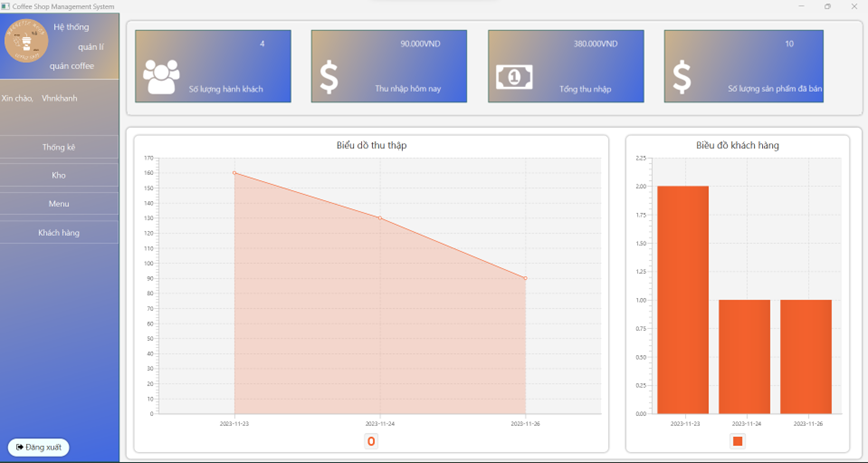 Coffee Shop Management System
Hệ thống
quản lí
quán coffee
Xin chào, Vhnkhanh
Thống kê
Kho
Menu
Khách hàng
Đăng xuất
4
Số lượng hành khách
90.000VND
Thu nhập hôm nay
380.000VND
Tổng thu nhập
10
Số lượng sản phẩm đã bán
Biểu dồ thu thập
170
160
150
140
130
120
110
100
90
80
70
60
50
40
30
20
10
0
2023-11-23 2023-11-24 2023-11-26
Biều đồ khách hàng
2,25
2,00
1,75
1,50
1,25
1,00
0,75
0,50
0,25
0,00
2023-11-23 2023-11-24 2023-11-26